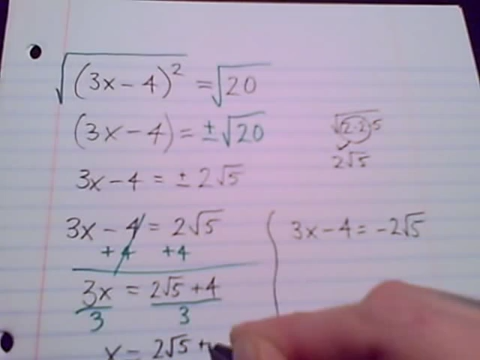 √(3x-4)² = √20
(3x-4) = ±√20
√2·2·5
2√5
3x-4 = ±2√5
3x-4 = 2√5
+4 +4
3x = 2√5+4
3 3
x = 2√5 +
3x-4 = -2√5